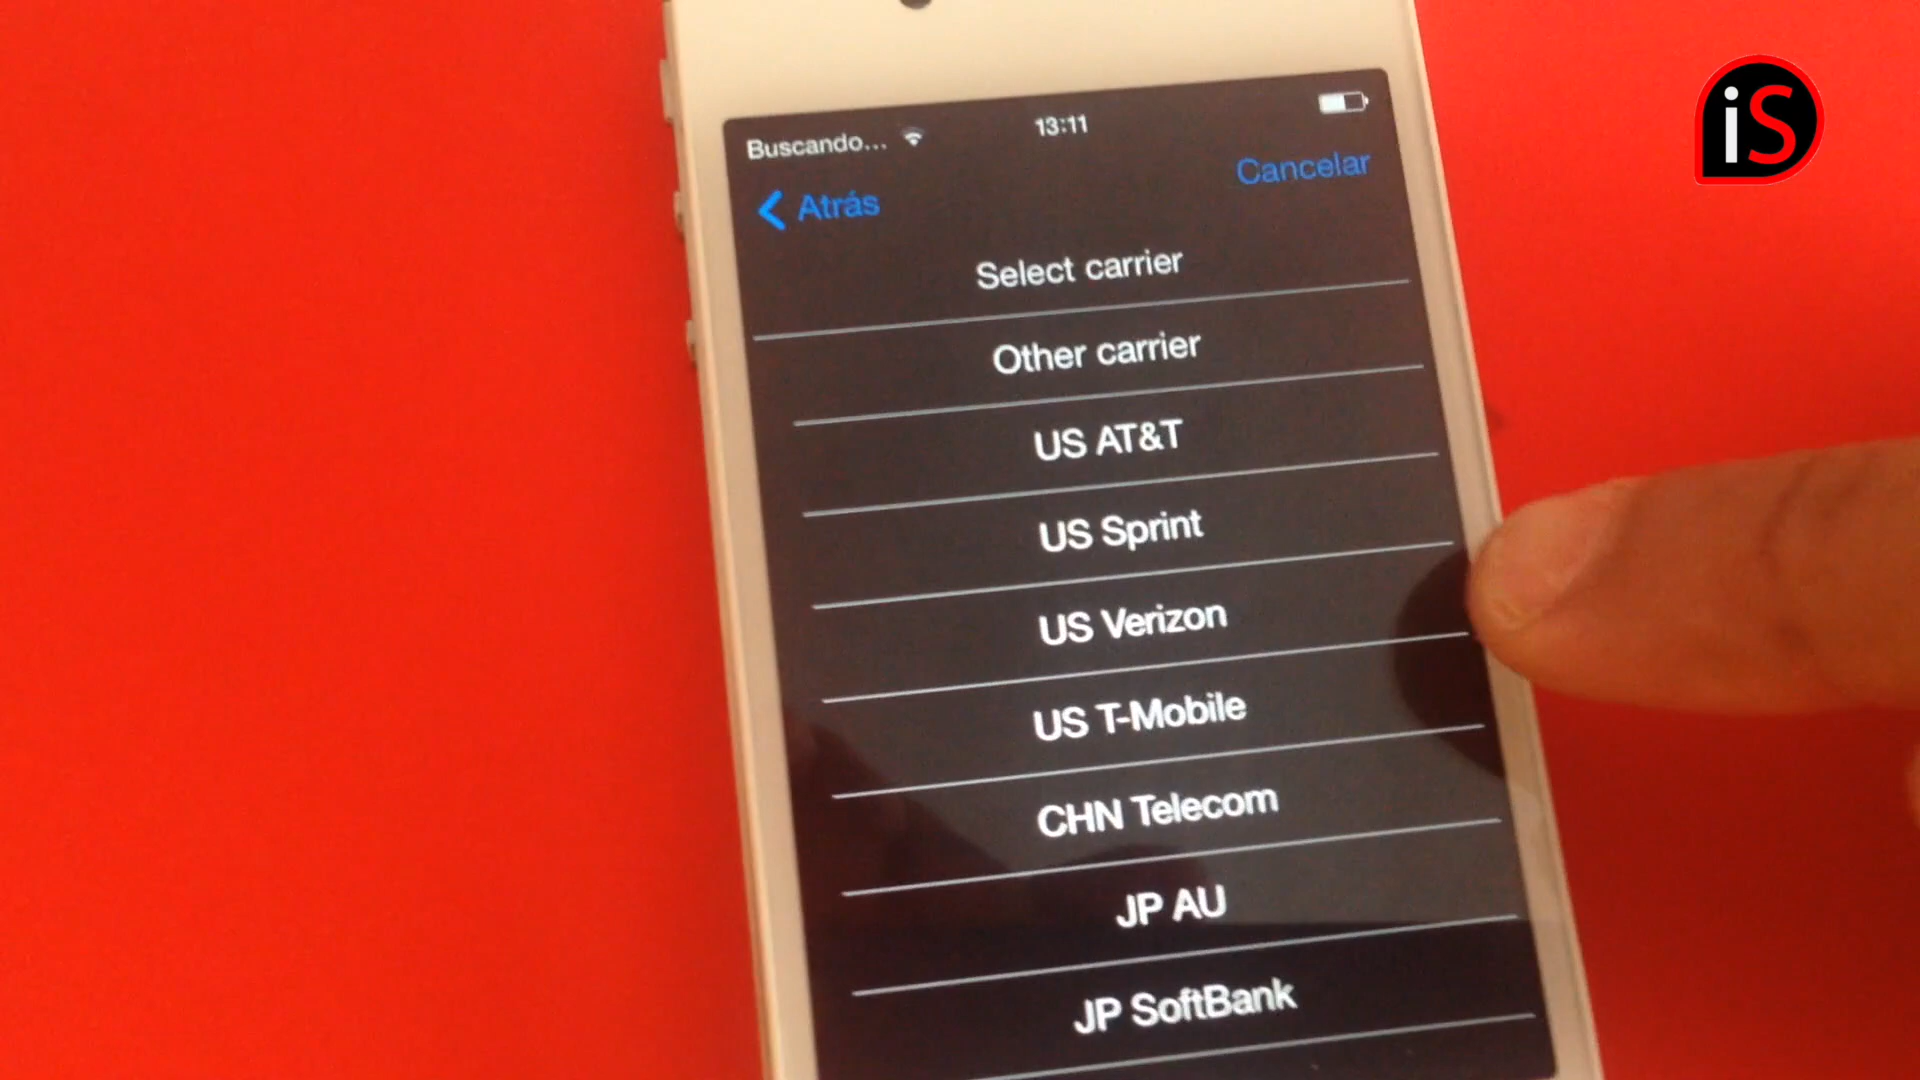 iS
Buscando...
13:11
Atrás
Cancelar
Select carrier
Other carrier
US AT&T
US Sprint
US Verizon
US T-Mobile
CHN Telecom
JP AU
JP SoftBank